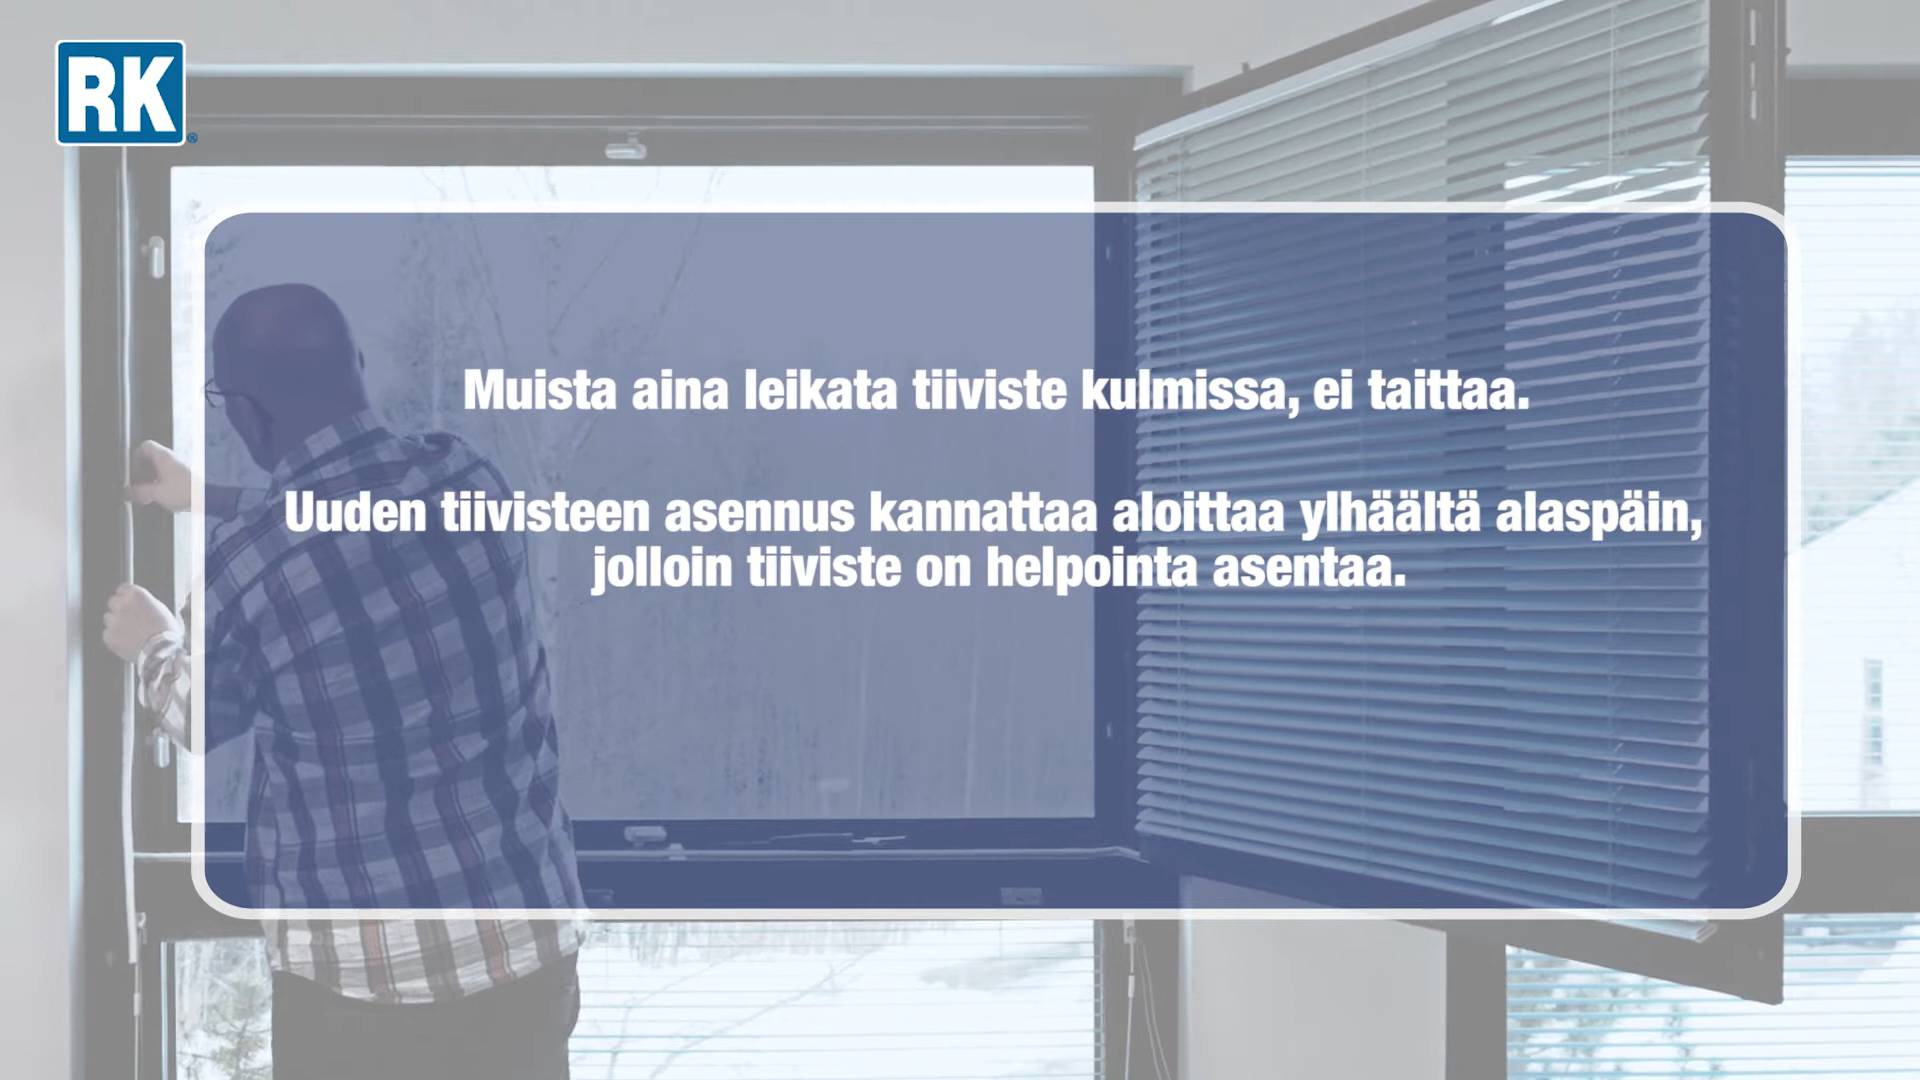 RK®
Muista aina leikata tiiviste kulmissa, ei taittaa.
Uuden tiivisteen asennus kannattaa aloittaa ylhäältä alaspäin,
jolloin tiiviste on helpointa asentaa.